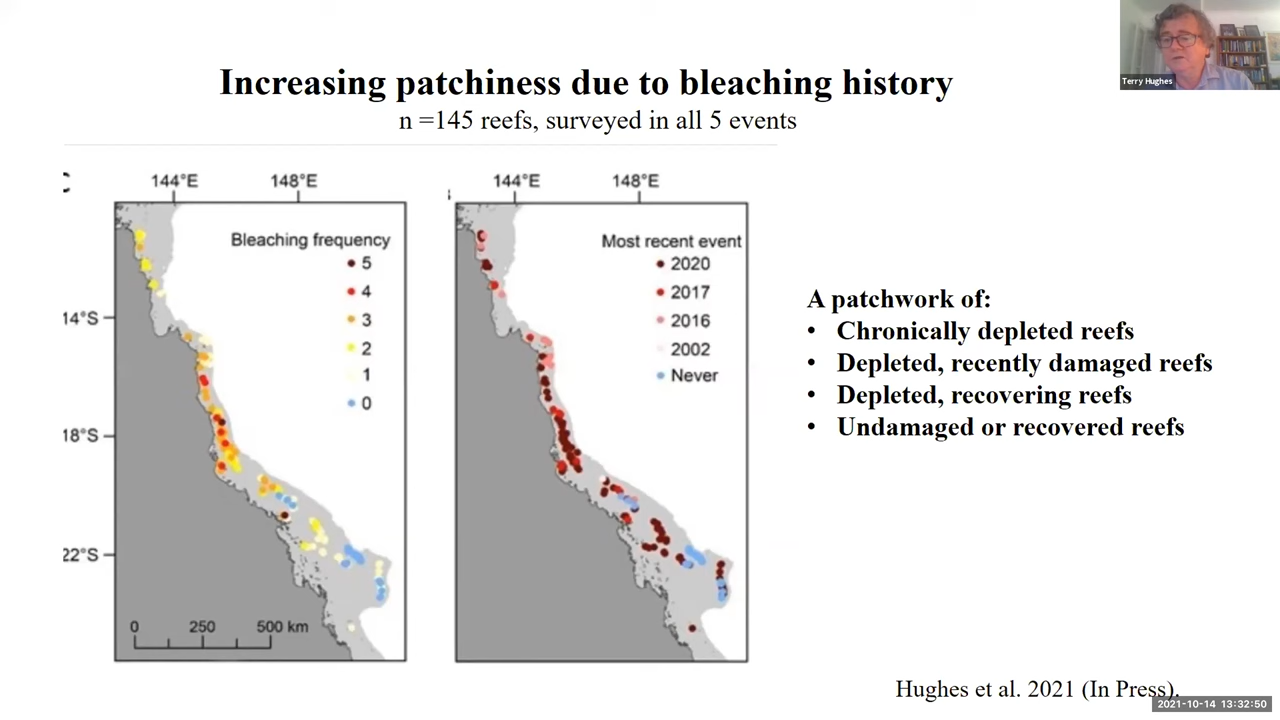 Terry Hughes
Increasing patchiness due to bleaching history
n =145 reefs, surveyed in all 5 events
144°E 148°E
Bleaching frequency
5
4
3
2
1
0
14°S
18°S
22°S
0 250 500 km
144°E 148°E
Most recent event
2020
2017
2016
2002
Never
A patchwork of:
• Chronically depleted reefs
• Depleted, recently damaged reefs
• Depleted, recovering reefs
• Undamaged or recovered reefs
Hughes et al. 2021 (In Press).
2021-10-14 13:32:50